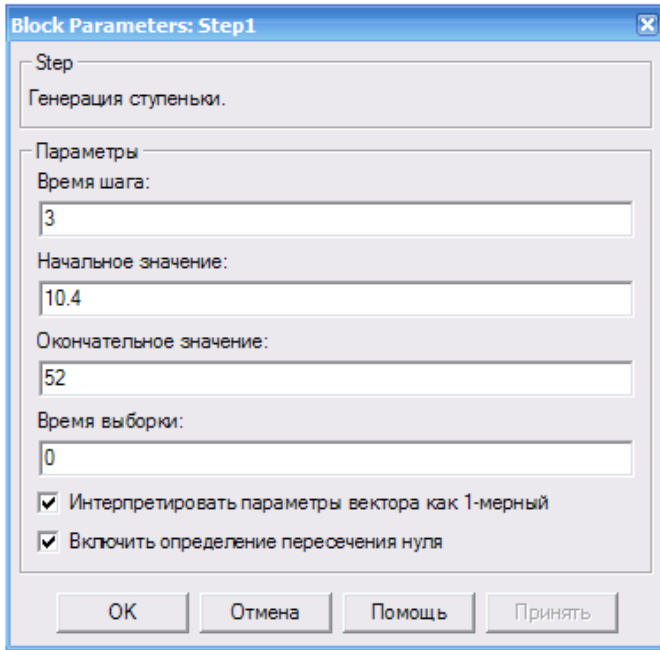 Block Parameters: Step1
Step
Генерация ступеньки.
Параметры
Время шага:
3
Начальное значение:
10.4
Окончательное значение:
52
Время выборки:
0
Интерпретировать параметры вектора как 1-мерный
Включить определение пересечения нуля
OK Отмена Помощь Принять